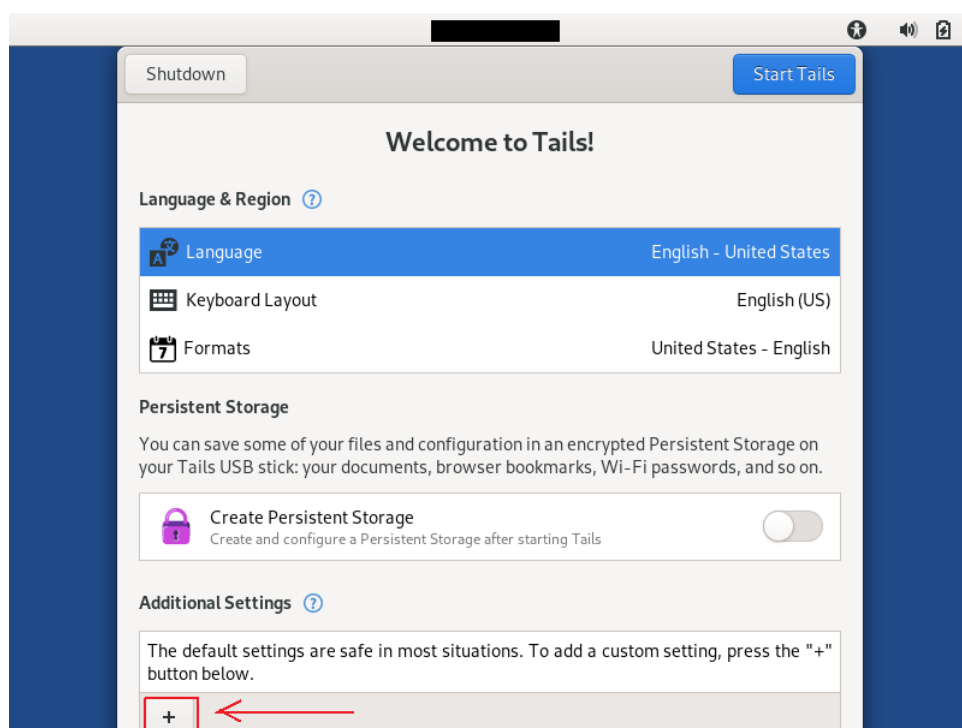 Shutdown
Start Tails
Welcome to Tails!
Language & Region ?
Language
English - United States
Keyboard Layout
English (US)
7 Formats
United States - English
Persistent Storage
You can save some of your files and configuration in an encrypted Persistent Storage on
your Tails USB stick: your documents, browser bookmarks, Wi-Fi passwords, and so on.
Create Persistent Storage
Create and configure a Persistent Storage after starting Tails
Additional Settings ?
The default settings are safe in most situations. To add a custom setting, press the "+"
button below.
+